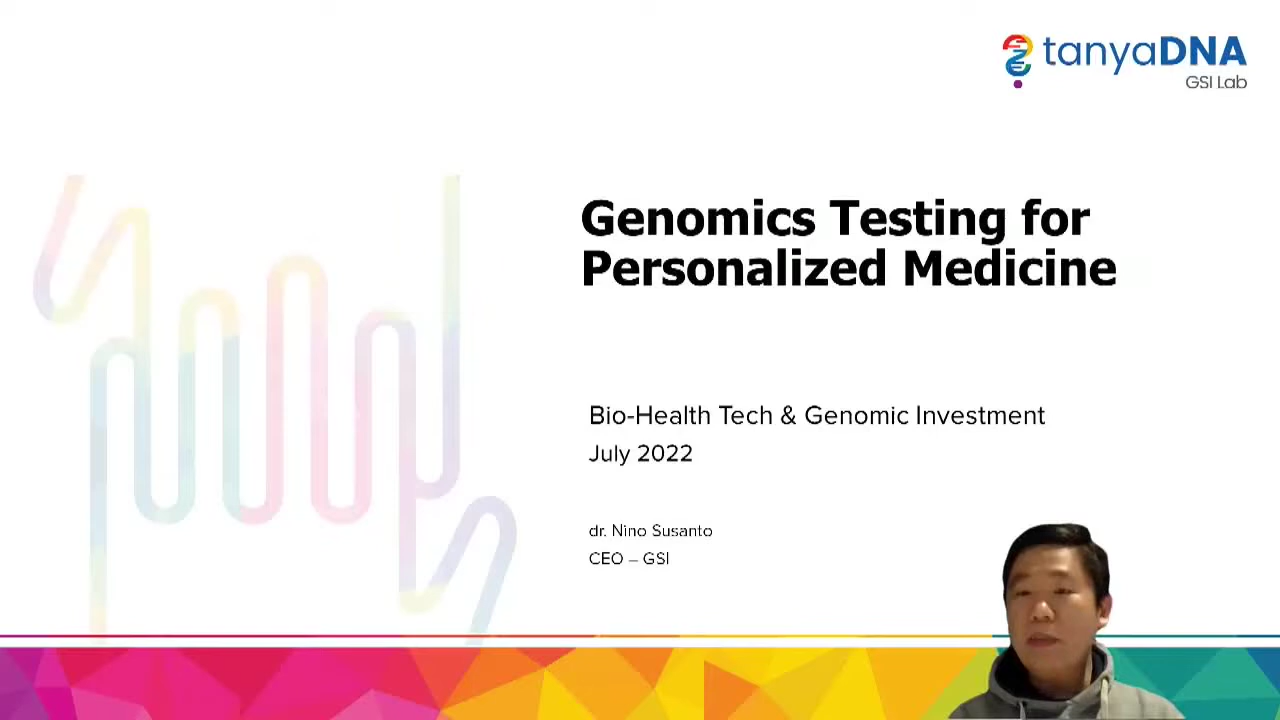 tanyaDNA
GSI Lab
Genomics Testing for
Personalized Medicine
Bio-Health Tech & Genomic Investment
July 2022
dr. Nino Susanto
CEO – GSI